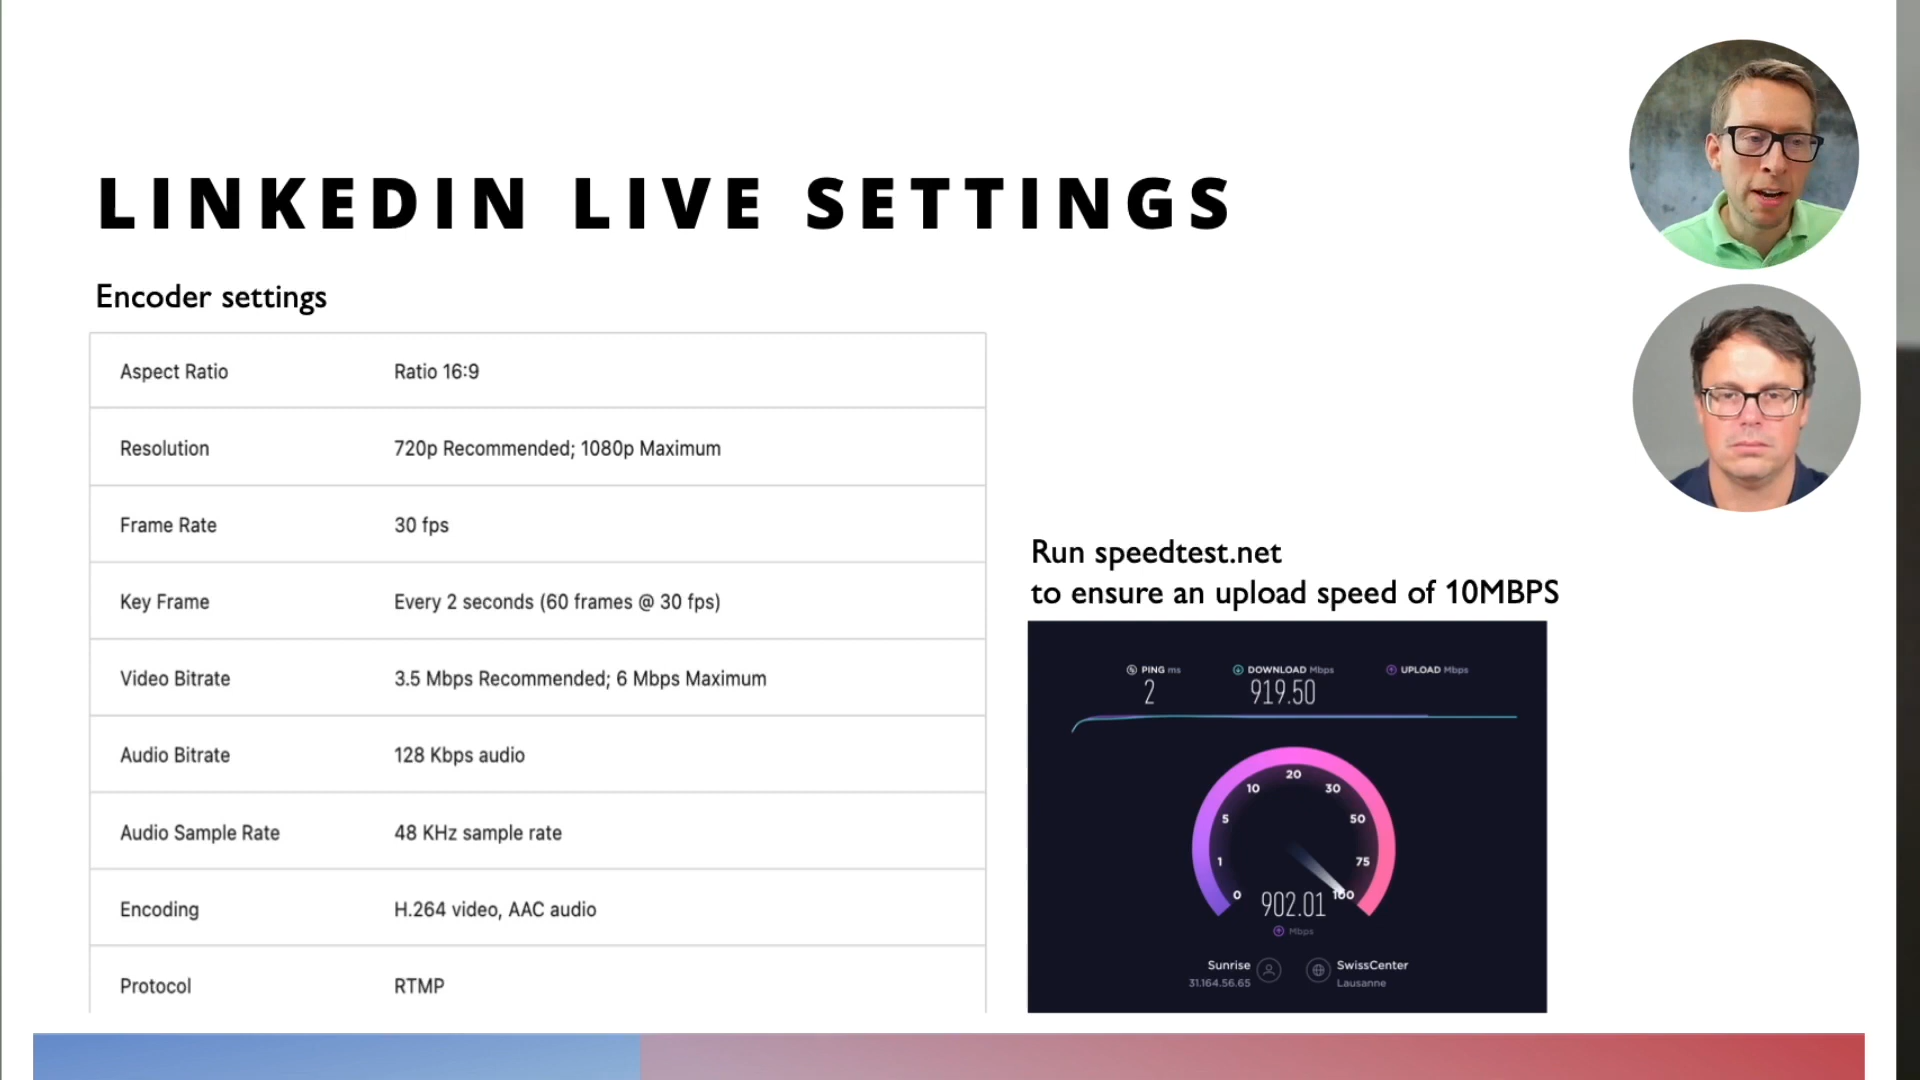 LINKEDIN LIVE SETTINGS
Encoder settings
Aspect Ratio Ratio 16:9
Resolution 720p Recommended; 1080p Maximum
Frame Rate 30 fps
Key Frame Every 2 seconds (60 frames @ 30 fps)
Video Bitrate 3.5 Mbps Recommended; 6 Mbps Maximum
Audio Bitrate 128 Kbps audio
Audio Sample Rate 48 KHz sample rate
Encoding H.264 video, AAC audio
Protocol RTMP
Run speedtest.net
to ensure an upload speed of 10MBPS
PING ms DOWNLOAD Mbps UPLOAD Mbps
2 919.50
20
10 30
5 50
1 75
0 100
902.01
Mbps
Sunrise SwissCenter
31.164.56.65 Lausanne